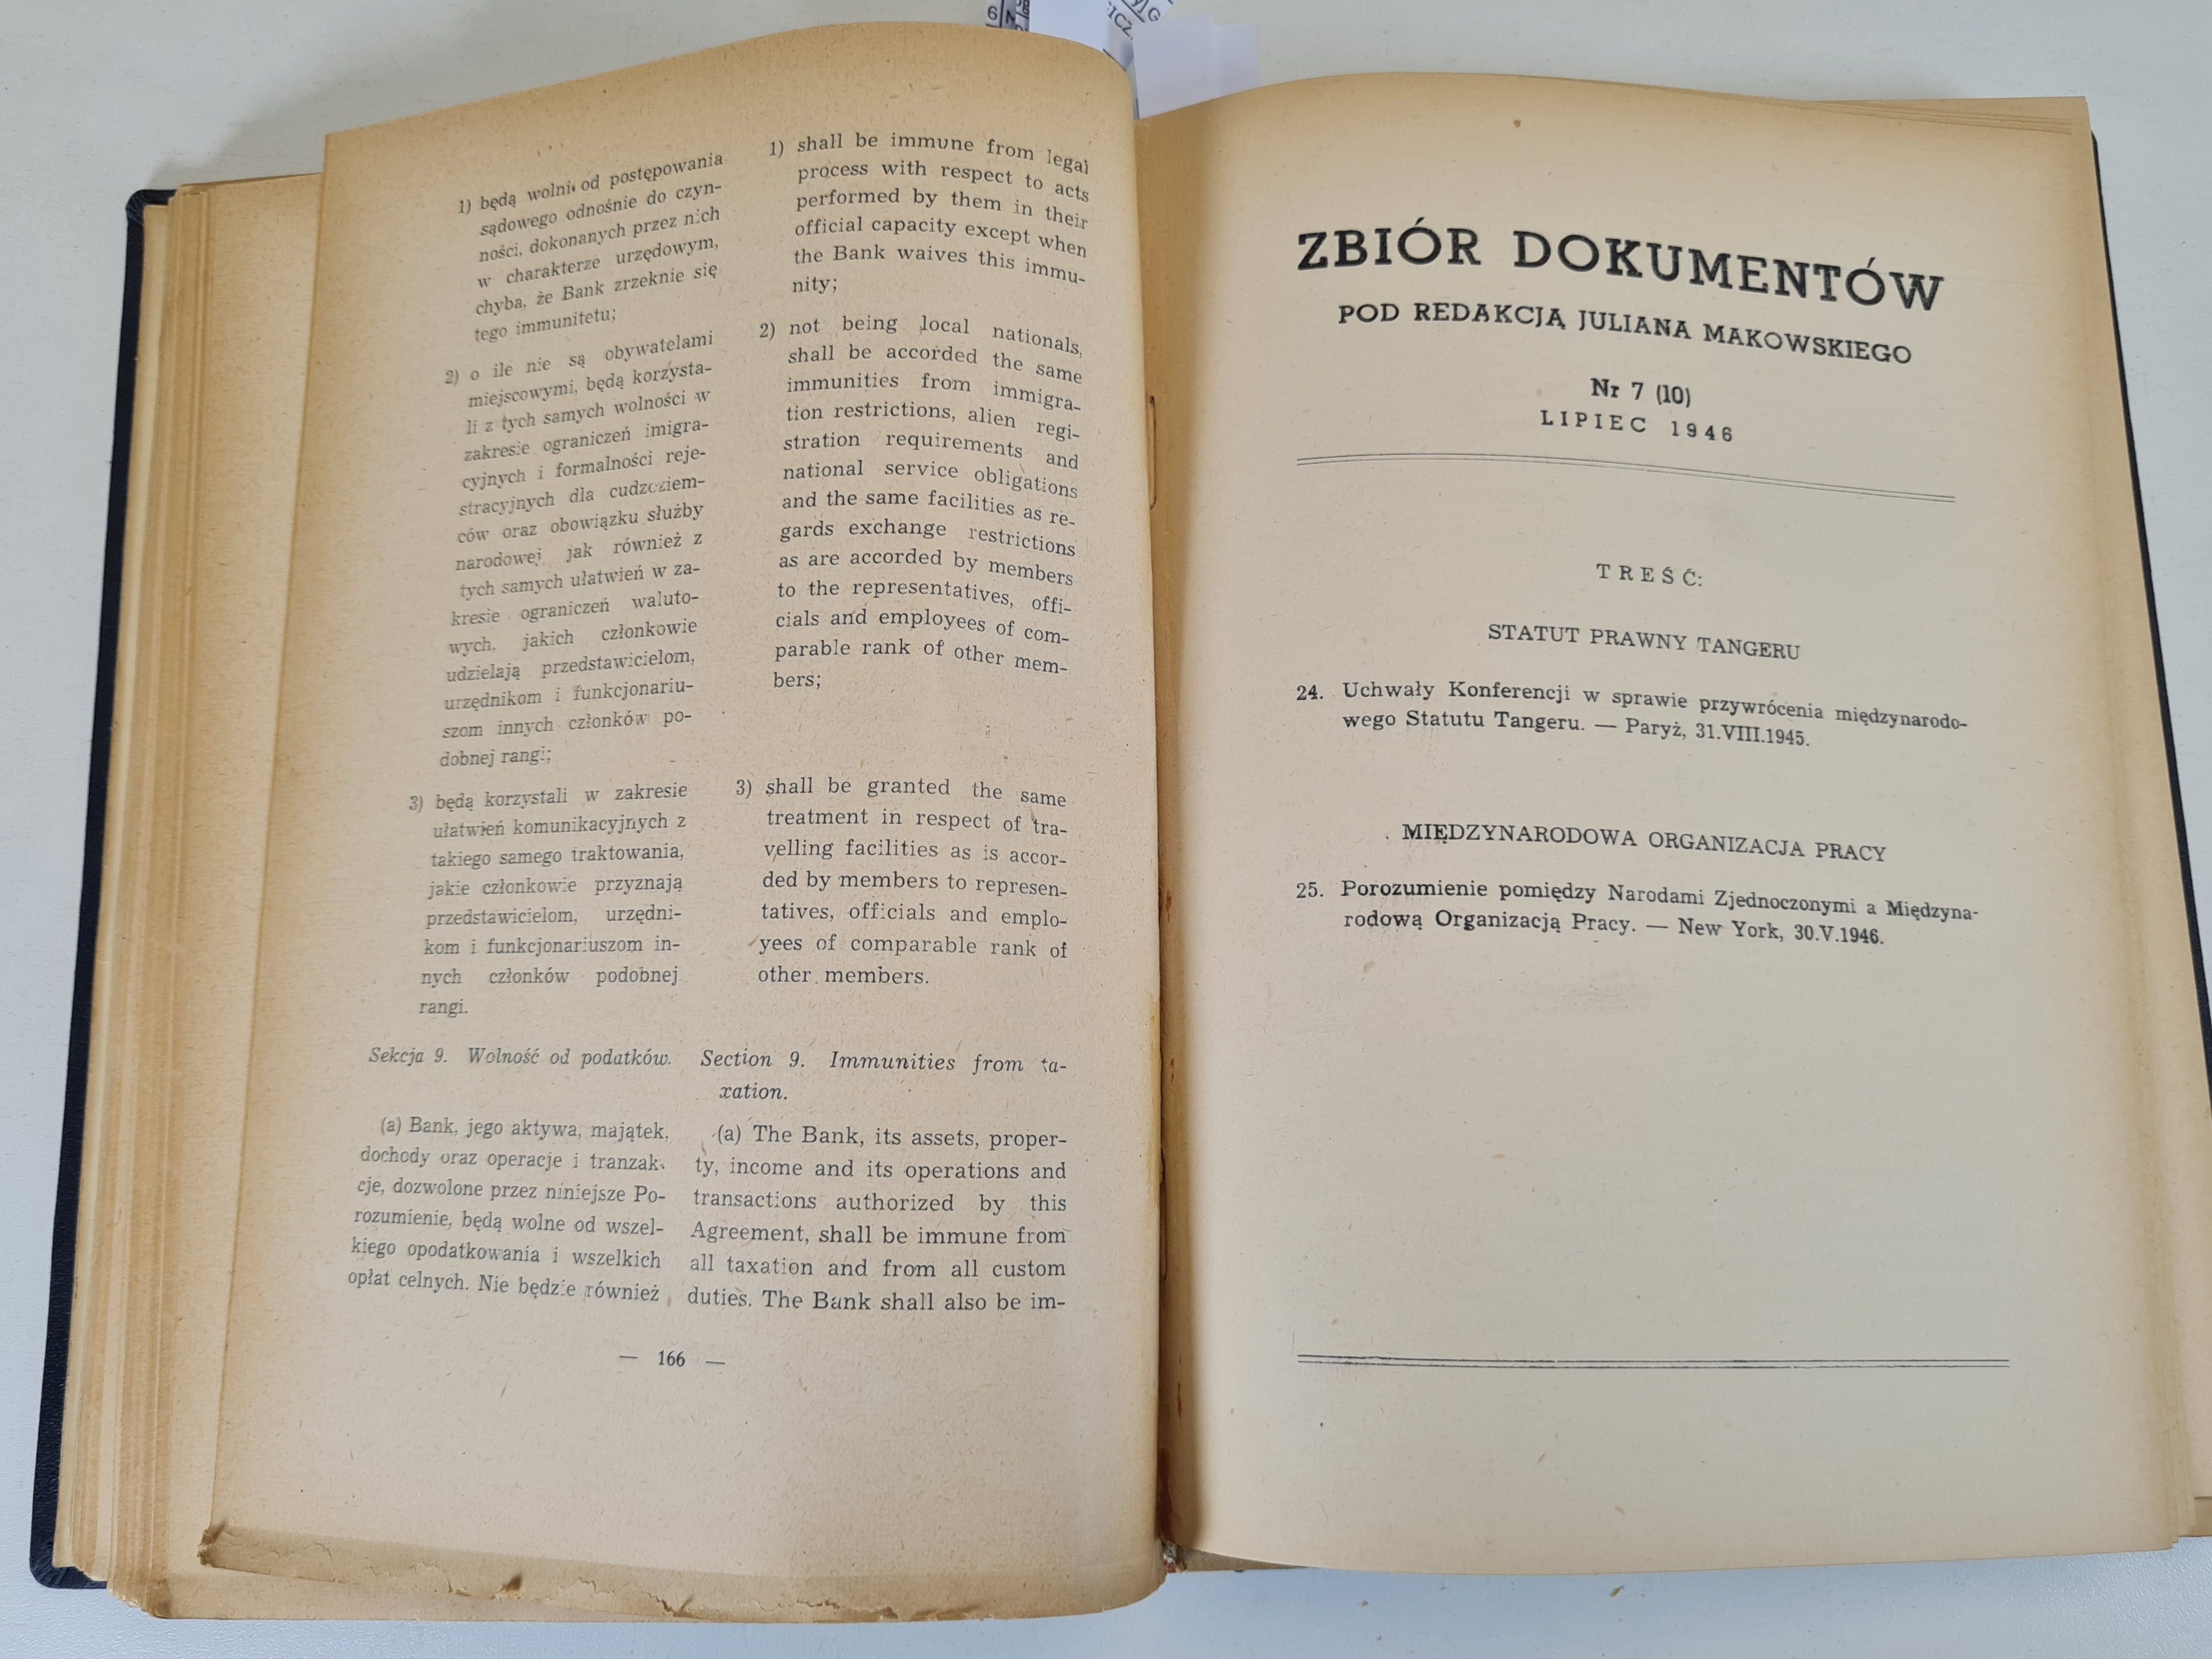 1) będą wolni od postępowania
sądowego odnośnie do czyn-
ności, dokonanych przez nich
w charakterze urzędowym,
chyba, że Bank zrzeknie się
tego immunitetu;
2) o ile nie są obywatelami
miejscowymi, będą korzysta-
li z tych samych wolności w
zakresie ograniczeń imigra-
cyjnych i formalności reje-
stracyjnych dla cudzoziem-
ców oraz obowiązku służby
narodowej, jak również z
tych samych ułatwień w za-
kresie ograniczeń waluto-
wych, jakich członkowie
udzielają przedstawicielom,
urzędnikom i funkcjonariu-
szom innych członków po-
dobnej rangi;
3) będą korzystali w zakresie
ułatwień komunikacyjnych z
takiego samego traktowania,
jakie członkowie przyznają
przedstawicielom, urzędni-
kom i funkcjonariuszom in-
nych członków podobnej
rangi.
Sekcja 9. Wolność od podatków.
(a) Bank, jego aktywa, majątek,
dochody oraz operacje i tranzak-
cje, dozwolone przez niniejsze Po-
rozumienie, będą wolne od wszel-
kiego opodatkowania i wszelkich
opłat celnych. Nie będzie również
1) shall be immune from legal
process with respect to acts
performed by them in their
official capacity except when
the Bank waives this immu-
nity;
2) not being local nationals,
shall be accorded the same
immunities from immigra-
tion restrictions, alien regi-
stration requirements and
national service obligations
and the same facilities as re-
gards exchange restrictions
as are accorded by members
to the representatives, offi-
cials and employees of com-
parable rank of other mem-
bers;
3) shall be granted the same
treatment in respect of tra-
velling facilities as is accor-
ded by members to represen-
tatives, officials and emplo-
yees of comparable rank of
other members.
Section 9. Immunities from ta-
xation.
(a) The Bank, its assets, proper-
ty, income and its operations and
transactions authorized by this
Agreement, shall be immune from
all taxation and from all custom
duties. The Bank shall also be im-
— 166 —
ZBIÓR DOKUMENTÓW
POD REDAKCJĄ JULIANA MAKOWSKIEGO
Nr 7 (10)
LIPIEC 1946
TREŚĆ:
STATUT PRAWNY TANGERU
24. Uchwały Konferencji w sprawie przywrócenia międzynarodo-
wego Statutu Tangeru. — Paryż, 31.VIII.1945.
MIĘDZYNARODOWA ORGANIZACJA PRACY
25. Porozumienie pomiędzy Narodami Zjednoczonymi a Międzyna-
rodową Organizacją Pracy. — New York, 30.V.1946.